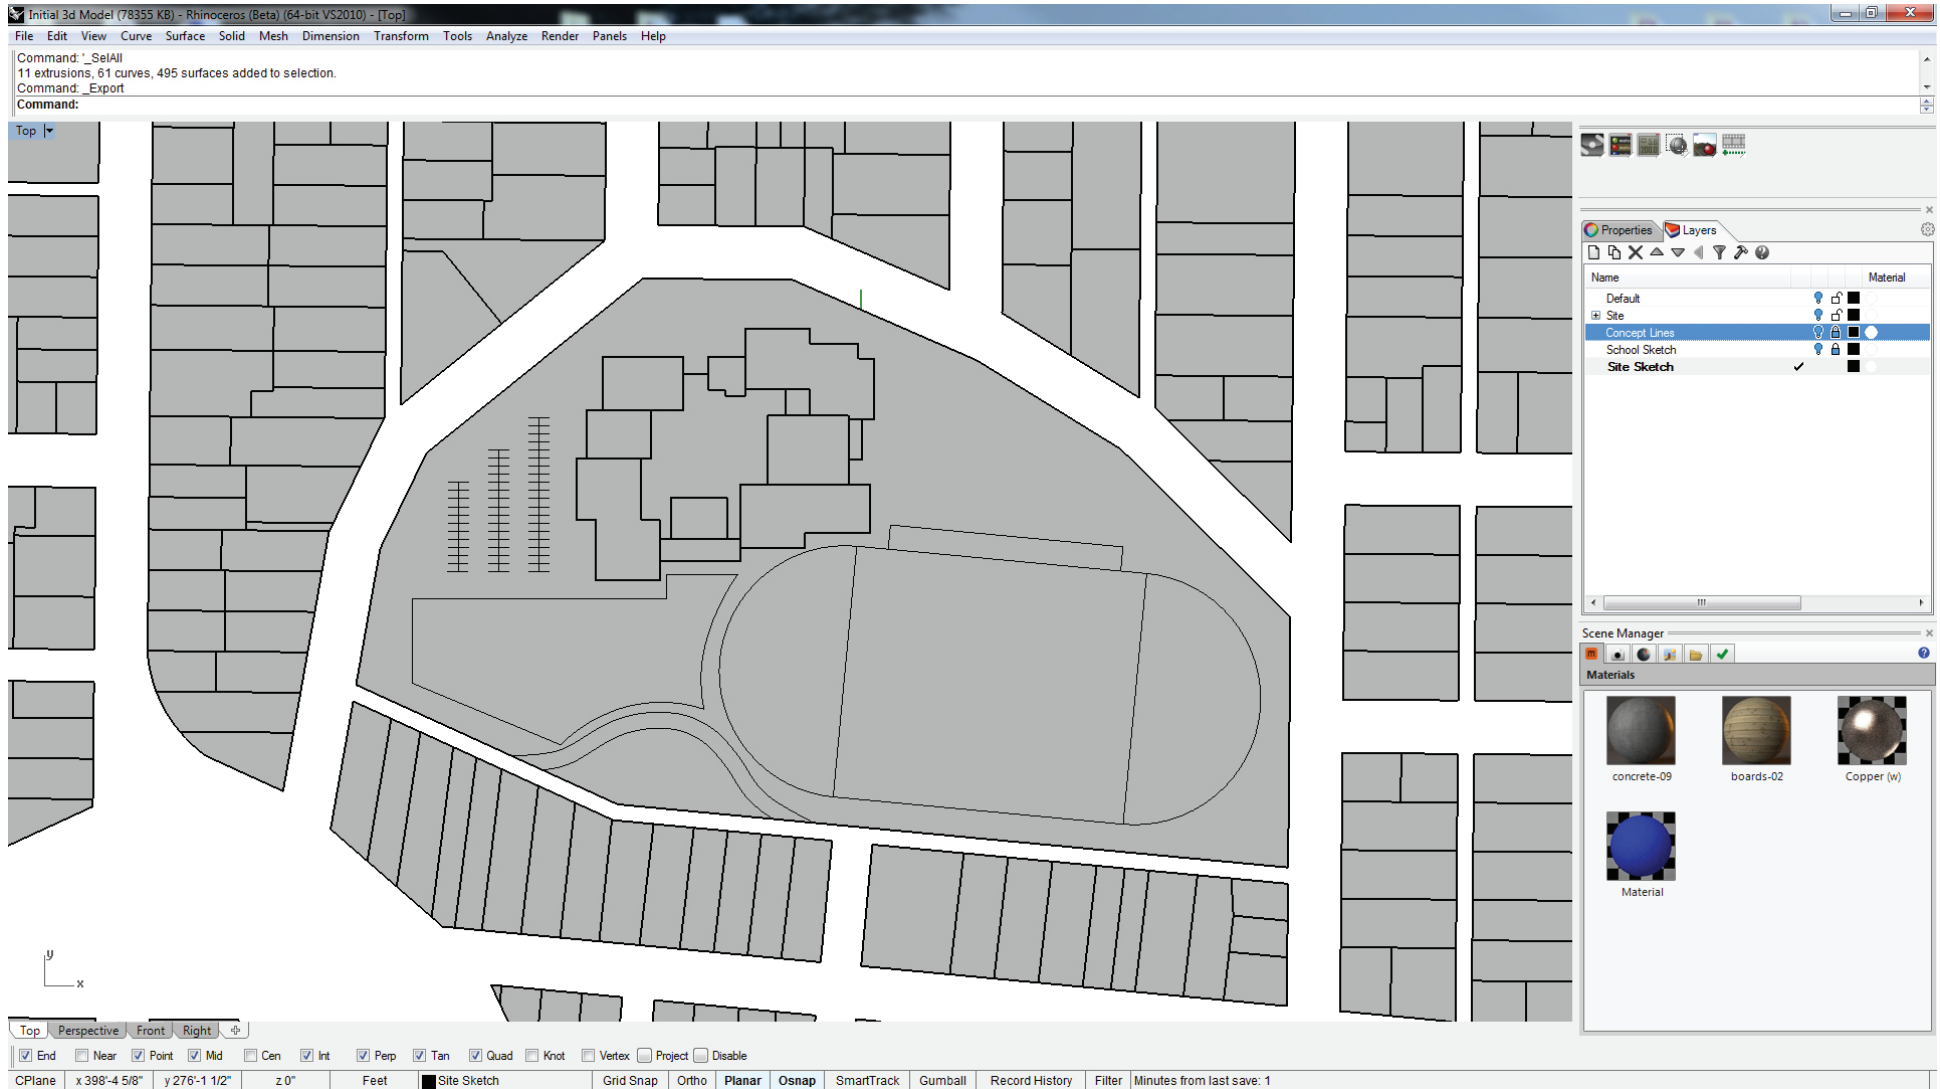 Initial 3d Model (78355 KB) - Rhinoceros (Beta) (64-bit VS2010) - [Top]
File Edit View Curve Surface Solid Mesh Dimension Transform Tools Analyze Render Panels Help
Command: '_SelAll
11 extrusions, 61 curves, 495 surfaces added to selection.
Command: _Export
Command:
Top
Properties Layers
Name Material
Default
Site
Concept Lines
School Sketch
Site Sketch
Scene Manager
Materials
concrete-09 boards-02 Copper (w)
Material
y
x
Top Perspective Front Right
End Near Point Mid Cen Int Perp Tan Quad Knot Vertex Project Disable
CPlane x 398'-4 5/8" y 276'-1 1/2" z 0" Feet Site Sketch Grid Snap Ortho Planar Osnap SmartTrack Gumball Record History Filter Minutes from last save: 1